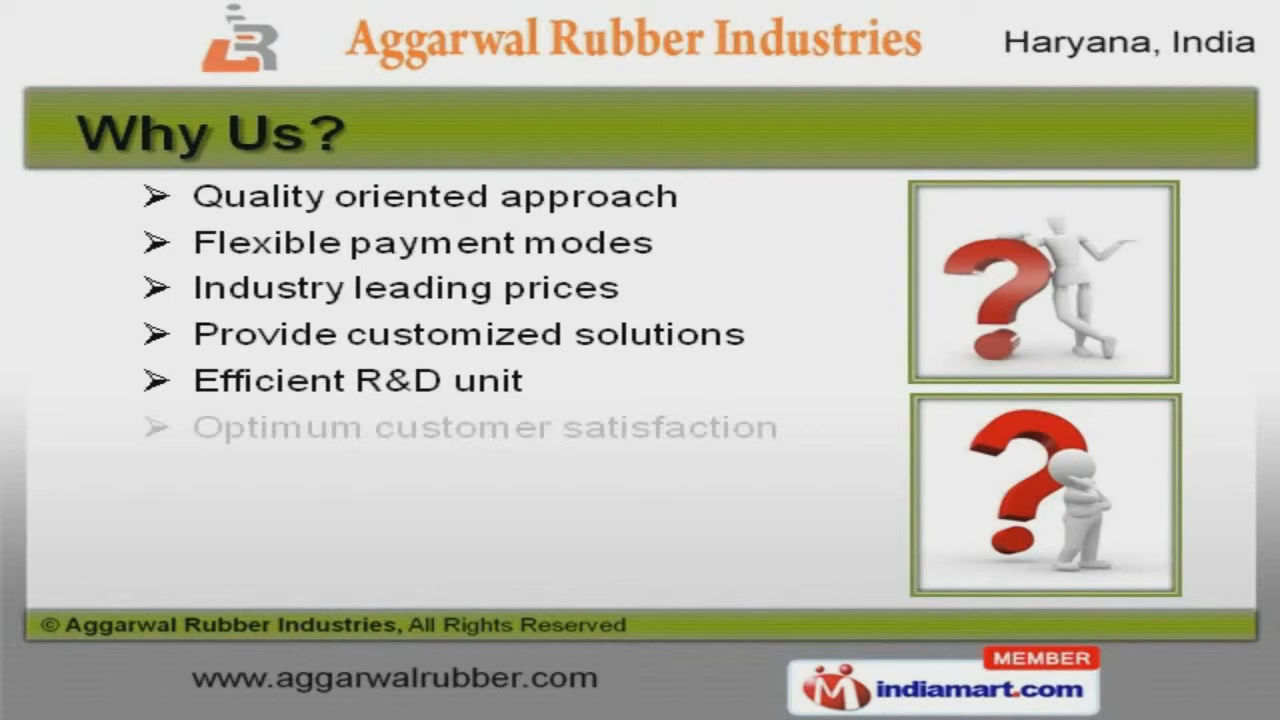 Aggarwal Rubber Industries
Haryana, India
Why Us?
➢ Quality oriented approach
➢ Flexible payment modes
➢ Industry leading prices
➢ Provide customized solutions
➢ Efficient R&D unit
➢ Optimum customer satisfaction
© Aggarwal Rubber Industries, All Rights Reserved
www.aggarwalrubber.com
MEMBER
indiamart.com